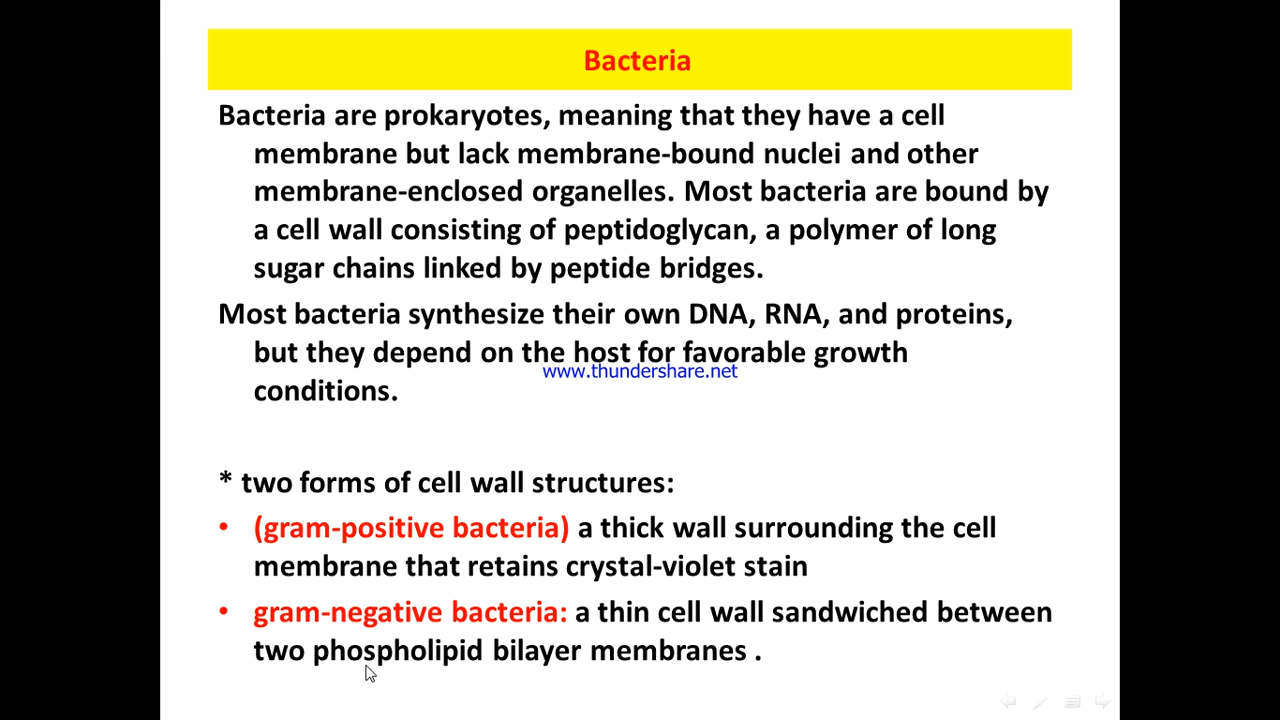 Bacteria
Bacteria are prokaryotes, meaning that they have a cell
membrane but lack membrane-bound nuclei and other
membrane-enclosed organelles. Most bacteria are bound by
a cell wall consisting of peptidoglycan, a polymer of long
sugar chains linked by peptide bridges.
Most bacteria synthesize their own DNA, RNA, and proteins,
but they depend on the host for favorable growth
www.thundershare.net
conditions.
* two forms of cell wall structures:
• (gram-positive bacteria) a thick wall surrounding the cell
membrane that retains crystal-violet stain
• gram-negative bacteria: a thin cell wall sandwiched between
two phospholipid bilayer membranes .